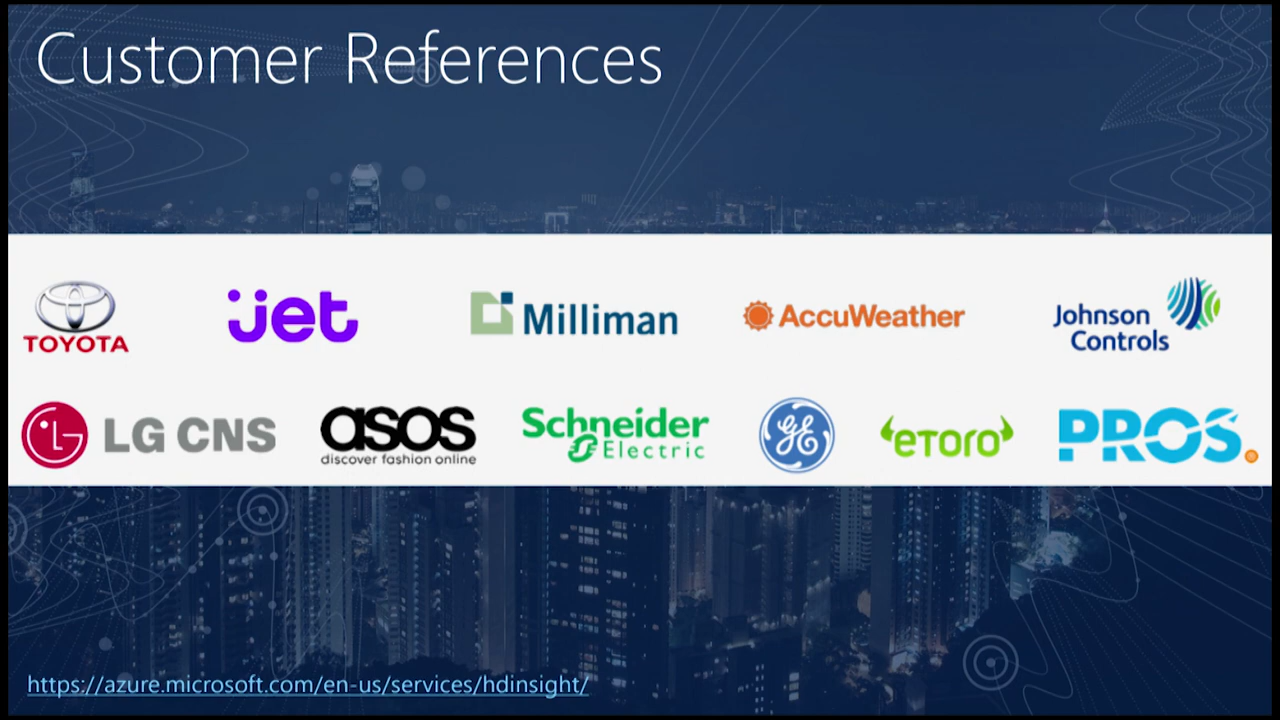 Customer References
TOYOTA
jet
Milliman
AccuWeather
Johnson
Controls
LG CNS
asos
discover fashion online
Schneider
Electric
GE
eToro
PROS
https://azure.microsoft.com/en-us/services/hdinsight/